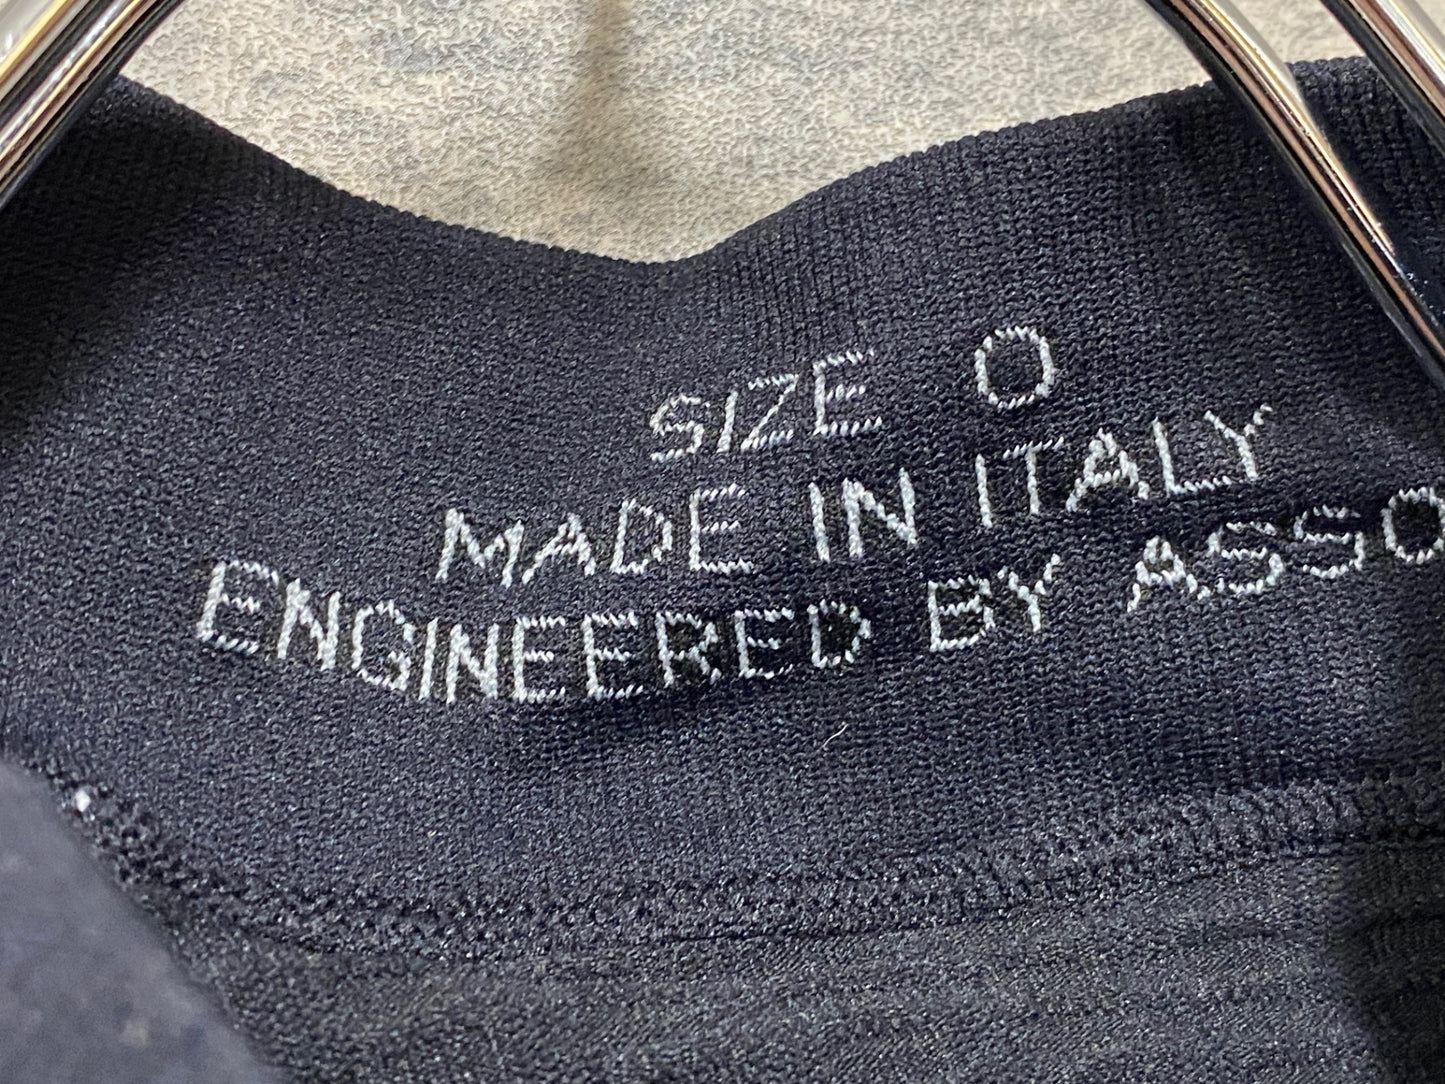 SIZE 0
MADE IN ITALY
ENGINEERED BY ASSO